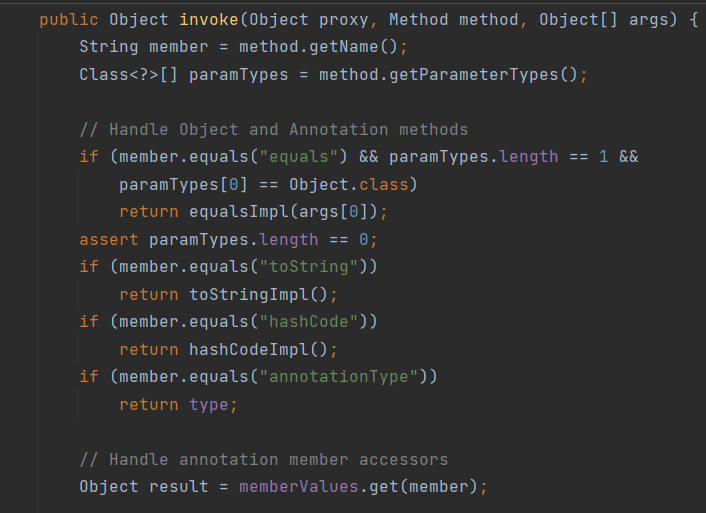 public Object invoke(Object proxy, Method method, Object[] args) {
String member = method.getName();
Class<?>[] paramTypes = method.getParameterTypes();
// Handle Object and Annotation methods
if (member.equals("equals") && paramTypes.length == 1 &&
paramTypes[0] == Object.class)
return equalsImpl(args[0]);
assert paramTypes.length == 0;
if (member.equals("toString"))
return toStringImpl();
if (member.equals("hashCode"))
return hashCodeImpl();
if (member.equals("annotationType"))
return type;
// Handle annotation member accessors
Object result = memberValues.get(member);